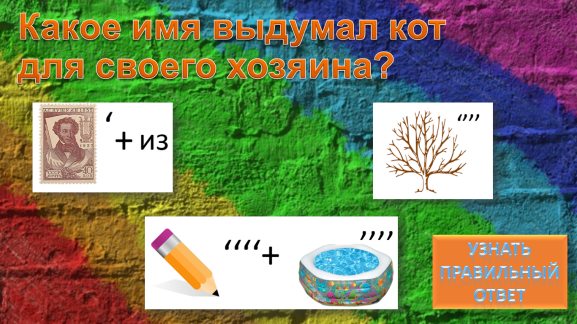 Какое имя выдумал кот
для своего хозяина?
‘
+ из
‘’’’
‘‘‘‘+
’’’’
УЗНАТЬ
ПРАВИЛЬНЫЙ
ОТВЕТ